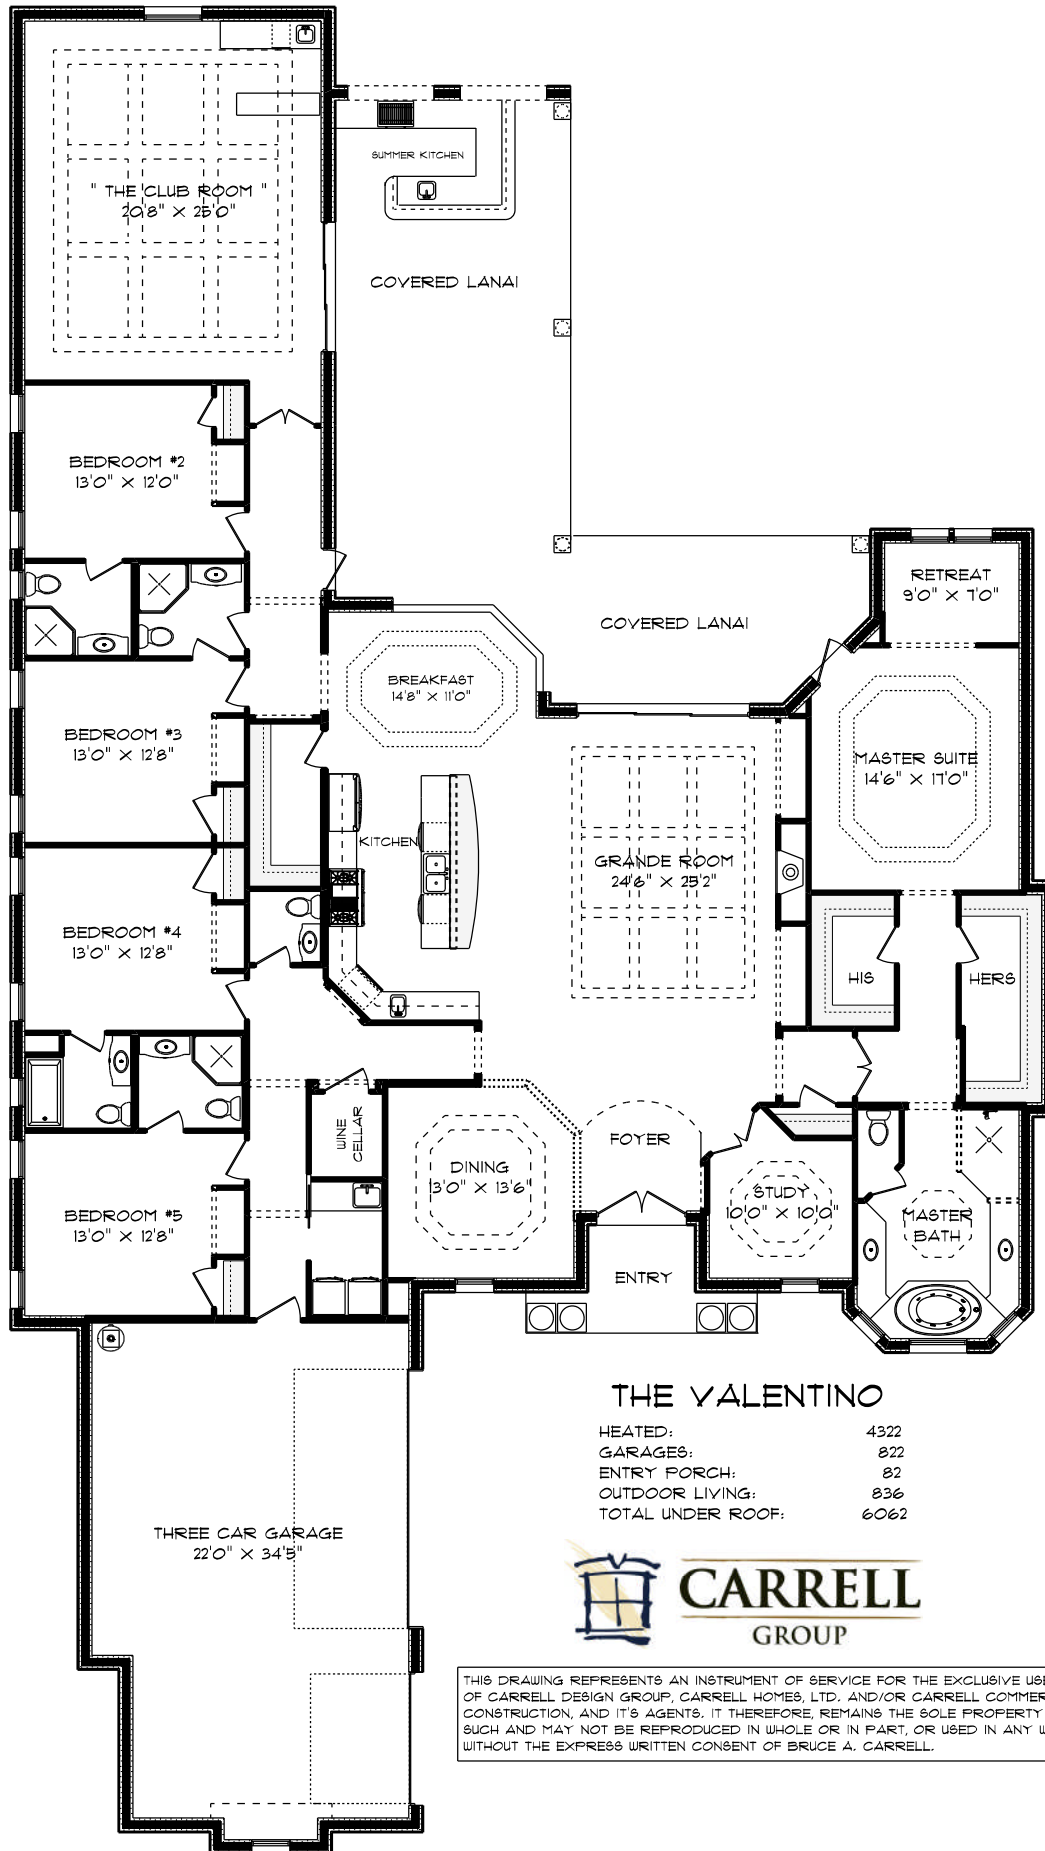 " THE CLUB ROOM "
20'8" X 25'0"
SUMMER KITCHEN
COVERED LANAI
BEDROOM #2
13'0" X 12'0"
RETREAT
9'0" X 7'0"
COVERED LANAI
BREAKFAST
14'8" X 11'0"
BEDROOM #3
13'0" X 12'8"
MASTER SUITE
14'6" X 17'0"
KITCHEN
GRANDE ROOM
24'6" X 25'2"
BEDROOM #4
13'0" X 12'8"
HIS
HERS
WINE
CELLAR
FOYER
DINING
13'0" X 13'6"
STUDY
10'0" X 10'0"
BEDROOM #5
13'0" X 12'8"
MASTER
BATH
ENTRY
THE VALENTINO
HEATED: 4322
GARAGES: 822
ENTRY PORCH: 82
OUTDOOR LIVING: 836
TOTAL UNDER ROOF: 6062
THREE CAR GARAGE
22'0" X 34'5"
CARRELL
GROUP
THIS DRAWING REPRESENTS AN INSTRUMENT OF SERVICE FOR THE EXCLUSIVE USE
OF CARRELL DESIGN GROUP, CARRELL HOMES, LTD. AND/OR CARRELL COMMER
CONSTRUCTION, AND IT'S AGENTS. IT THEREFORE, REMAINS THE SOLE PROPERTY
SUCH AND MAY NOT BE REPRODUCED IN WHOLE OR IN PART, OR USED IN ANY W
WITHOUT THE EXPRESS WRITTEN CONSENT OF BRUCE A. CARRELL.